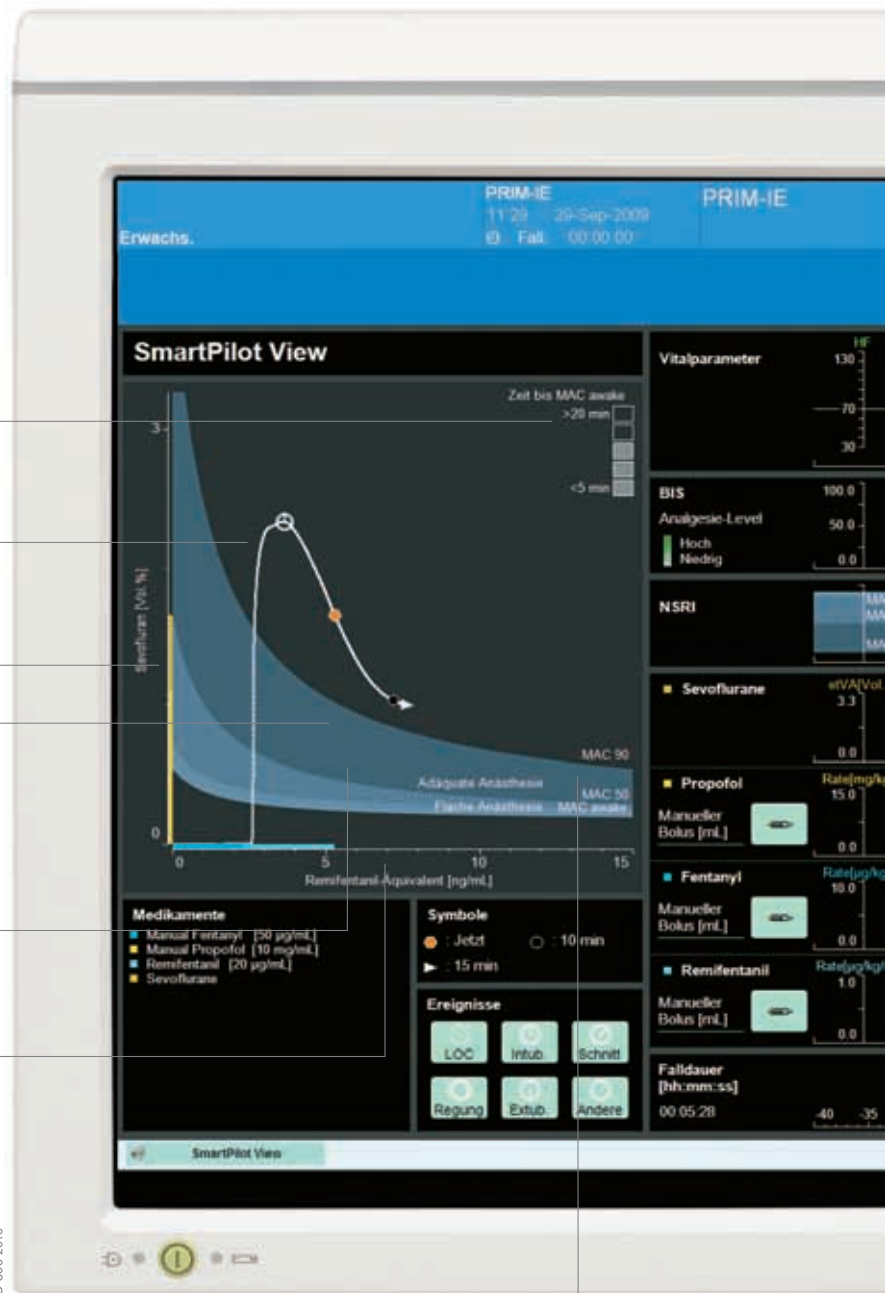 PRIM-IE
11:29 29-Sep-2009
Fall: 00:00:00
PRIM-IE
Erwachs.
SmartPilot View
Zeit bis MAC awake
>20 min
<5 min
3
0
Sevofluran [Vol.%]
MAC 90
Adäquate Anästhesie
MAC 50
Flache Anästhesie
MAC awake
0 5 10 15
Remifentanil-Äquivalent [ng/mL]
Medikamente
Manual Fentanyl [50 µg/mL]
Manual Propofol [10 mg/mL]
Remifentanil [20 µg/mL]
Sevoflurane
Symbole
: Jetzt
: 10 min
: 15 min
Ereignisse
LOC
Intub.
Schnitt
Regung
Extub.
Andere
Vitalparameter
HF
130
70
30
BIS
Analgesie-Level
Hoch
Niedrig
100.0
50.0
0.0
NSRI
Sevoflurane
etVA[Vol.
3.3
0.0
Propofol
Manueller
Bolus [mL]
Rate[mg/kg
15.0
0.0
Fentanyl
Manueller
Bolus [mL]
Rate[µg/kg
10.0
0.0
Remifentanil
Manueller
Bolus [mL]
Rate[µg/kg/
1.0
0.0
Falldauer
[hh:mm:ss]
00:05:28
-40 -35
SmartPilot View